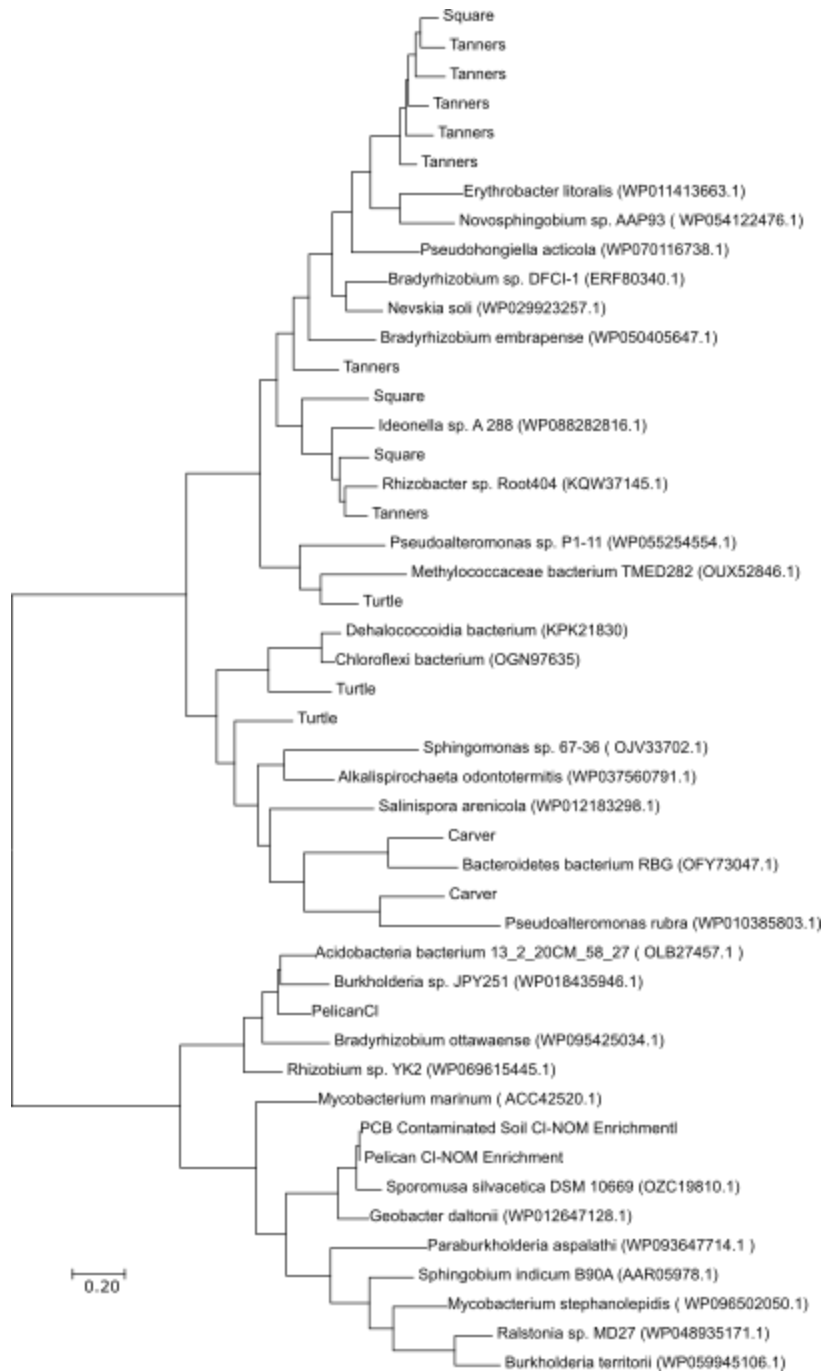 Square
Tanners
Tanners
Tanners
Tanners
Tanners
Erythrobacter litoralis (WP011413663.1)
Novosphingobium sp. AAP93 ( WP054122476.1)
Pseudohongiella acticola (WP070116738.1)
Bradyrhizobium sp. DFCI-1 (ERF80340.1)
Nevskia soli (WP029923257.1)
Bradyrhizobium embrapense (WP050405647.1)
Tanners
Square
Ideonella sp. A 288 (WP088282816.1)
Square
Rhizobacter sp. Root404 (KQW37145.1)
Tanners
Pseudoalteromonas sp. P1-11 (WP055254554.1)
Methylococcaceae bacterium TMED282 (OUX52846.1)
Turtle
Dehalococcoidia bacterium (KPK21830)
Chloroflexi bacterium (OGN97635)
Turtle
Turtle
Sphingomonas sp. 67-36 ( OJV33702.1)
Alkalispirochaeta odontotermitis (WP037560791.1)
Salinispora arenicola (WP012183298.1)
Carver
Bacteroidetes bacterium RBG (OFY73047.1)
Carver
Pseudoalteromonas rubra (WP010385803.1)
Acidobacteria bacterium 13_2_20CM_58_27 ( OLB27457.1 )
Burkholderia sp. JPY251 (WP018435946.1)
PelicanCl
Bradyrhizobium ottawaense (WP095425034.1)
Rhizobium sp. YK2 (WP069615445.1)
Mycobacterium marinum ( ACC42520.1)
PCB Contaminated Soil Cl-NOM Enrichmentl
Pelican Cl-NOM Enrichment
Sporomusa silvacetica DSM 10669 (OZC19810.1)
Geobacter daltonii (WP012647128.1)
Paraburkholderia aspalathi (WP093647714.1 )
Sphingobium indicum B90A (AAR05978.1)
Mycobacterium stephanolepidis ( WP096502050.1)
Ralstonia sp. MD27 (WP048935171.1)
Burkholderia territorii (WP059945106.1)
0.20